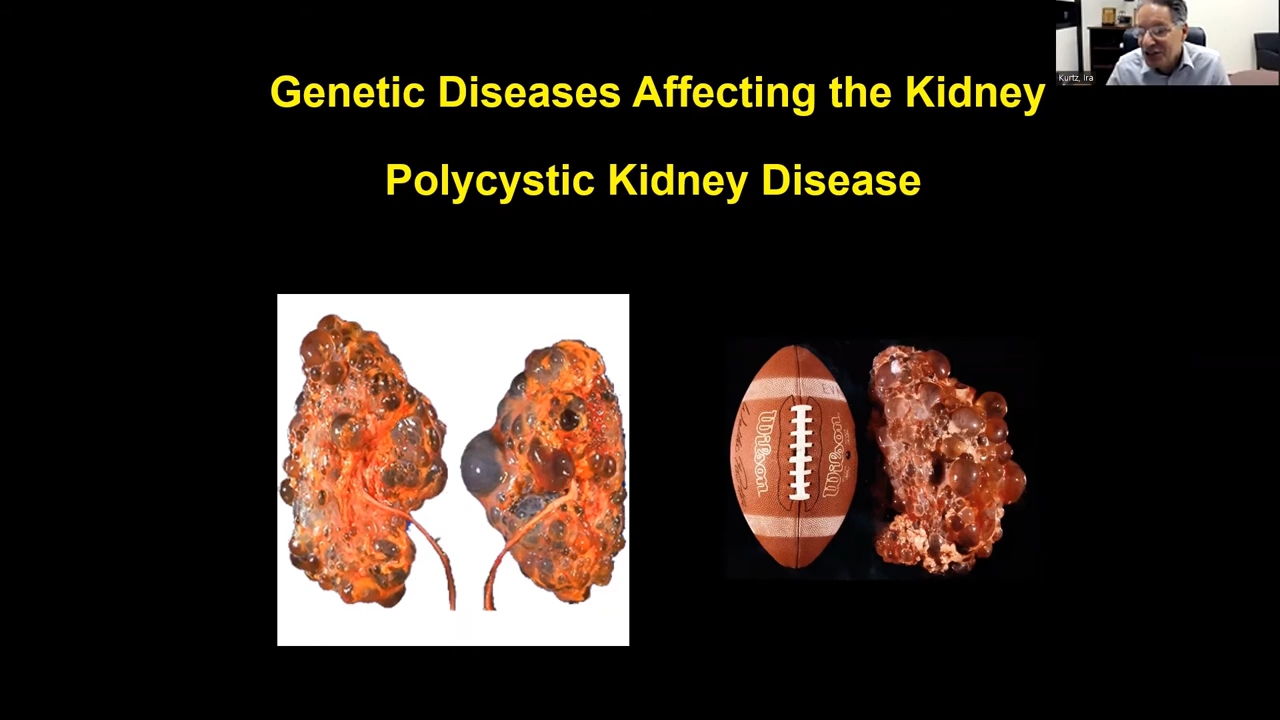 Genetic Diseases Affecting the Kidney
Kurtz, Ira
Polycystic Kidney Disease
Wilson
Wilson